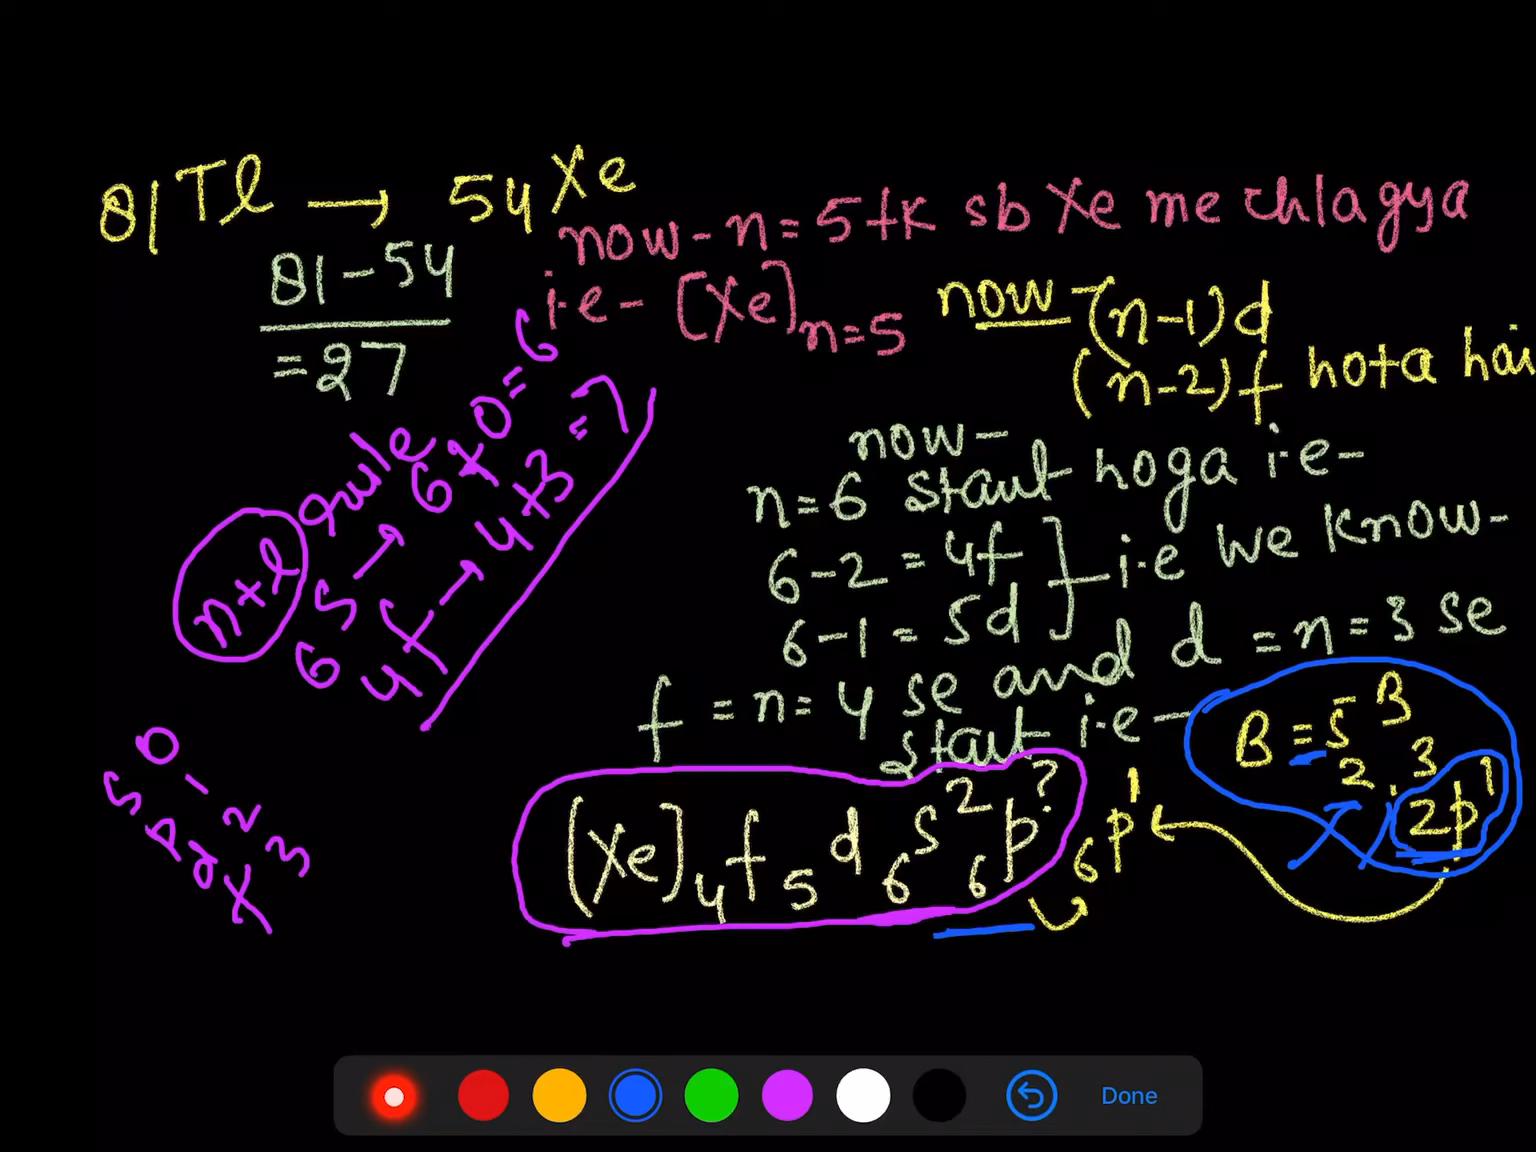 81Tl → 54Xe
81-54
= 27
now - n = 5 tk sb Xe me chla gya
i.e - [Xe] n=5
now - (n-1)d
(n-2)f hota hai
now -
n = 6 start hoga i.e -
6-2 = 4f
6-1 = 5d
i.e we know -
f = n = 4 se and d = n = 3 se
start i.e -
[Xe] 4f 5d 6s² 6p?
6p¹
B = 5 B
2, 3
2p¹
n+l rule
6s → 6+0 = 6
4f → 4+3 = 7
0 1 2 3
s p d f
Done